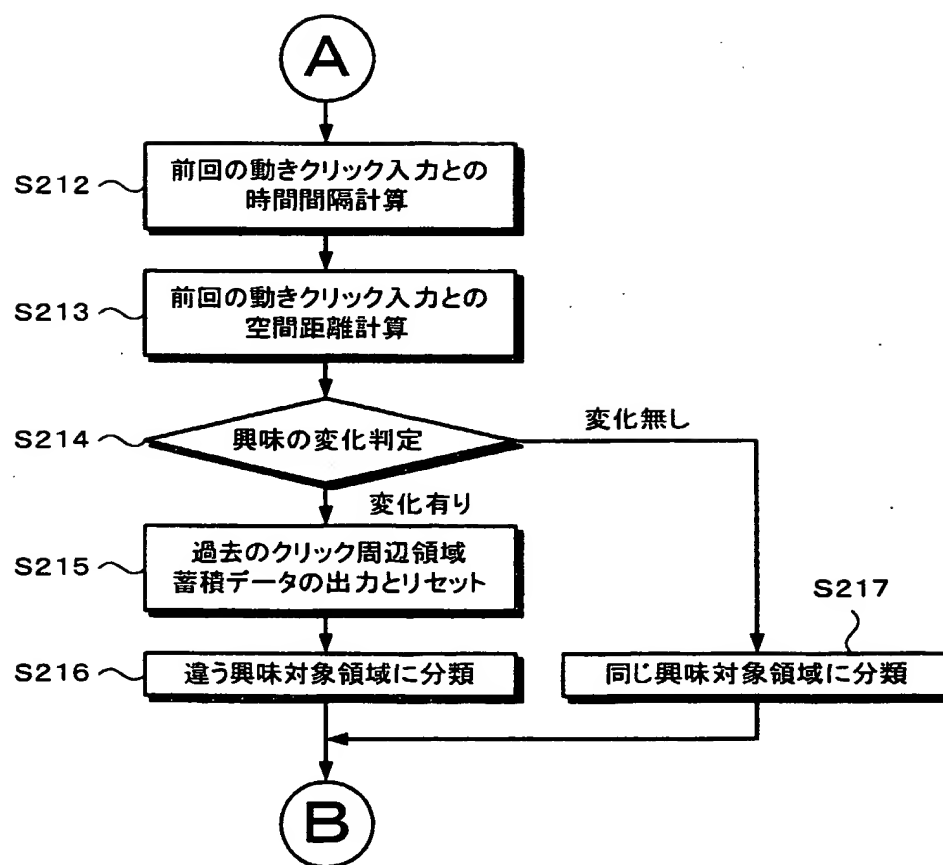 A
S212
前回の動きクリック入力との
時間間隔計算
S213
前回の動きクリック入力との
空間距離計算
S214
興味の変化判定
変化無し
変化有り
S215
過去のクリック周辺領域
蓄積データの出力とリセット
S217
S216
違う興味対象領域に分類
同じ興味対象領域に分類
B